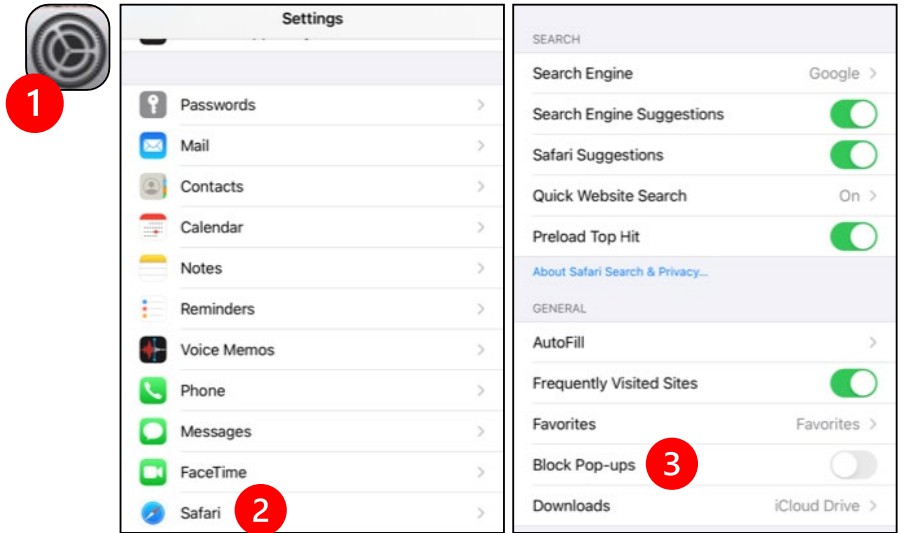 1
Settings
Passwords
Mail
Contacts
Calendar
Notes
Reminders
Voice Memos
Phone
Messages
FaceTime
Safari 2
SEARCH
Search Engine Google >
Search Engine Suggestions
Safari Suggestions
Quick Website Search On >
Preload Top Hit
About Safari Search & Privacy...
GENERAL
AutoFill
Frequently Visited Sites
Favorites Favorites >
Block Pop-ups 3
Downloads iCloud Drive >